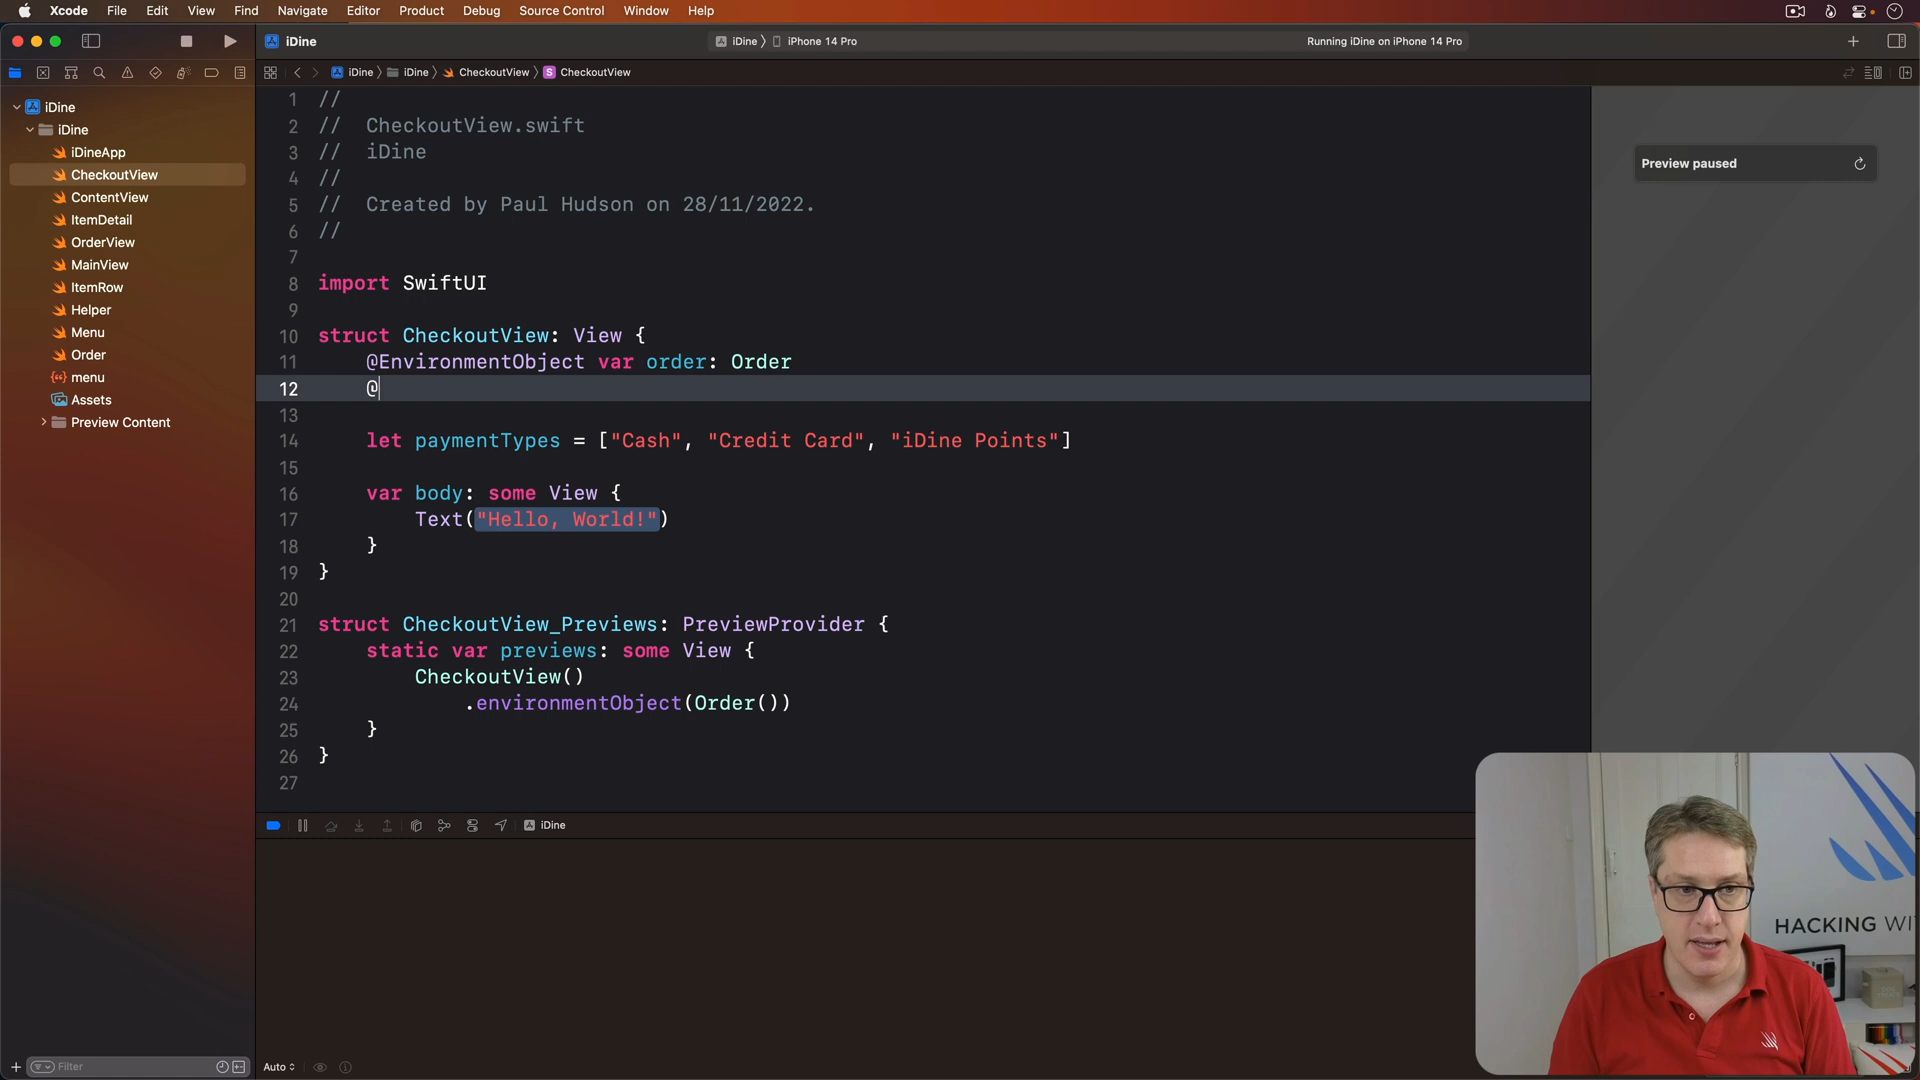 Xcode File Edit View Find Navigate Editor Product Debug Source Control Window Help
iDine
iDine iPhone 14 Pro
Running iDine on iPhone 14 Pro
iDine iDine CheckoutView CheckoutView
iDine
iDine
iDineApp
CheckoutView
ContentView
ItemDetail
OrderView
MainView
ItemRow
Helper
Menu
Order
menu
Assets
Preview Content
1 //
2 // CheckoutView.swift
3 // iDine
4 //
5 // Created by Paul Hudson on 28/11/2022.
6 //
7
8 import SwiftUI
9
10 struct CheckoutView: View {
11 @EnvironmentObject var order: Order
12 @
13
14 let paymentTypes = ["Cash", "Credit Card", "iDine Points"]
15
16 var body: some View {
17 Text("Hello, World!")
18 }
19 }
20
21 struct CheckoutView_Previews: PreviewProvider {
22 static var previews: some View {
23 CheckoutView()
24 .environmentObject(Order())
25 }
26 }
27
Preview paused
iDine
HACKING WI
Filter
Auto